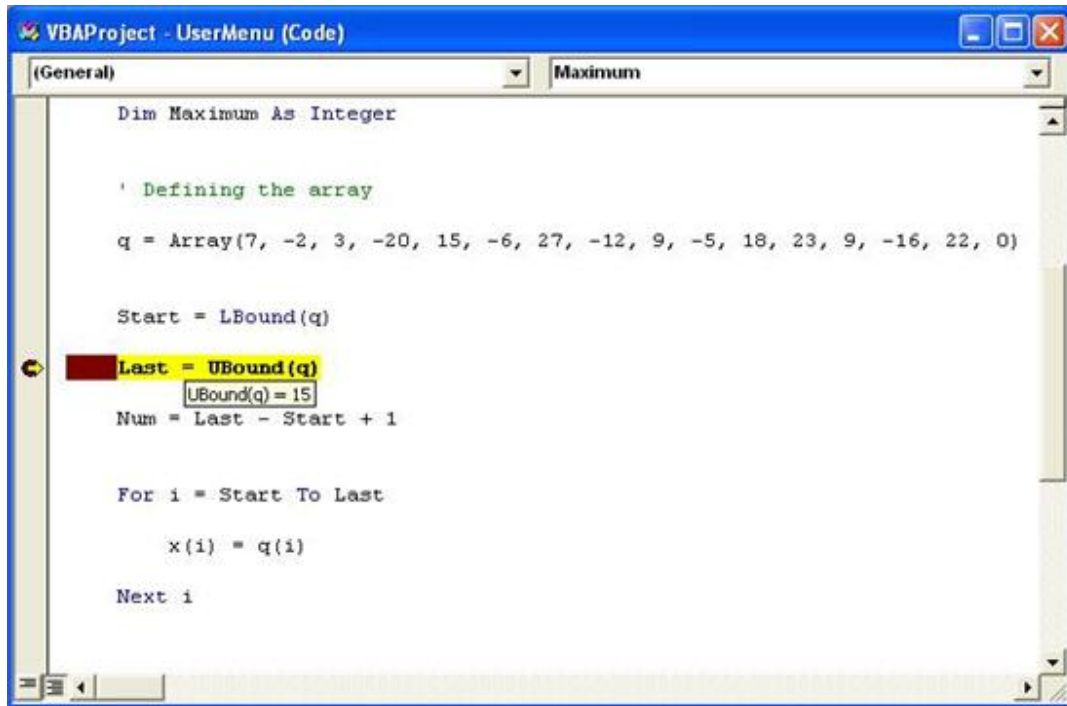 VBAProject - UserMenu (Code)
(General) Maximum
Dim Maximum As Integer
' Defining the array
q = Array(7, -2, 3, -20, 15, -6, 27, -12, 9, -5, 18, 23, 9, -16, 22, 0)
Start = LBound(q)
Last = UBound(q)
UBound(q) = 15
Num = Last - Start + 1
For i = Start To Last
x(i) = q(i)
Next i